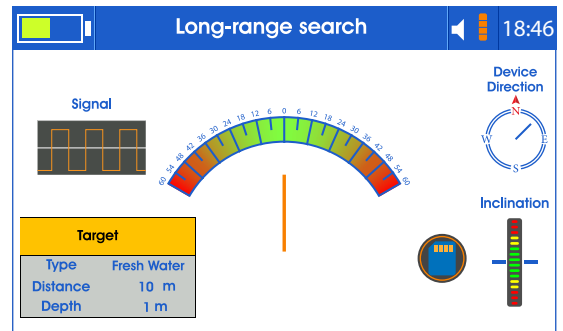 Long-range search
18:46
Device
Direction
Signal
60 54 48 42 36 30 24 18 12 6 0 6 12 18 24 30 36 42 48 54 60
N
W E
S
Inclination
Target
Type Fresh Water
Distance 10 m
Depth 1 m